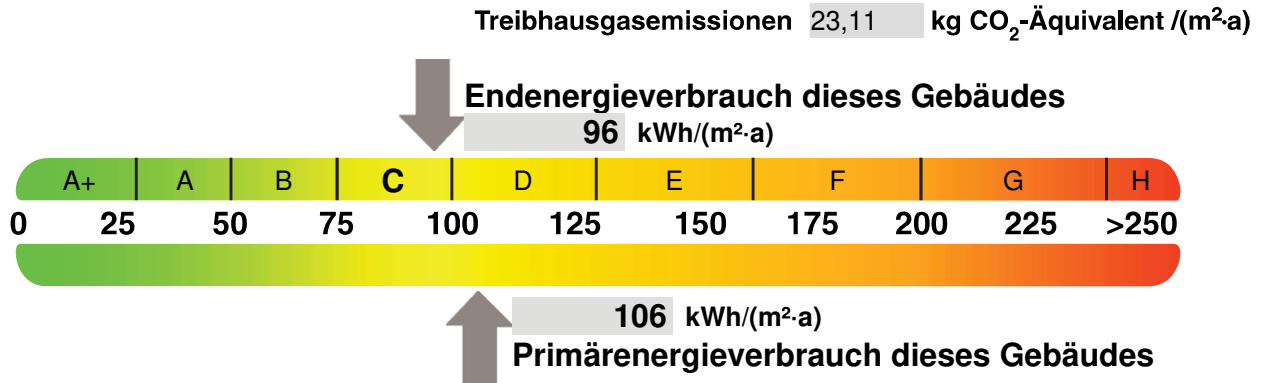 Treibhausgasemissionen 23,11 kg CO₂-Äquivalent /(m²·a)
Endenergieverbrauch dieses Gebäudes
96 kWh/(m²·a)
A+ A B C D E F G H
0 25 50 75 100 125 150 175 200 225 >250
106 kWh/(m²·a)
Primärenergieverbrauch dieses Gebäudes